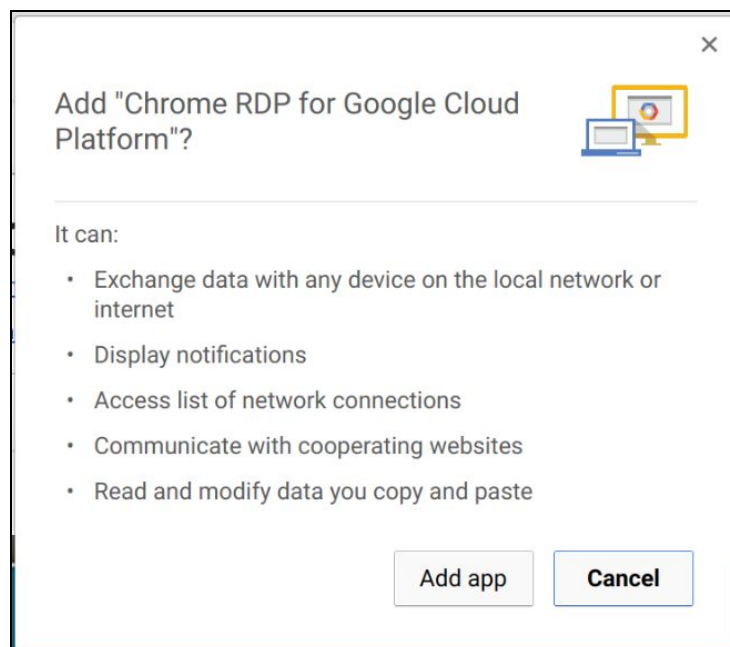 Add "Chrome RDP for Google Cloud
Platform"?
It can:
• Exchange data with any device on the local network or
internet
• Display notifications
• Access list of network connections
• Communicate with cooperating websites
• Read and modify data you copy and paste
Add app
Cancel